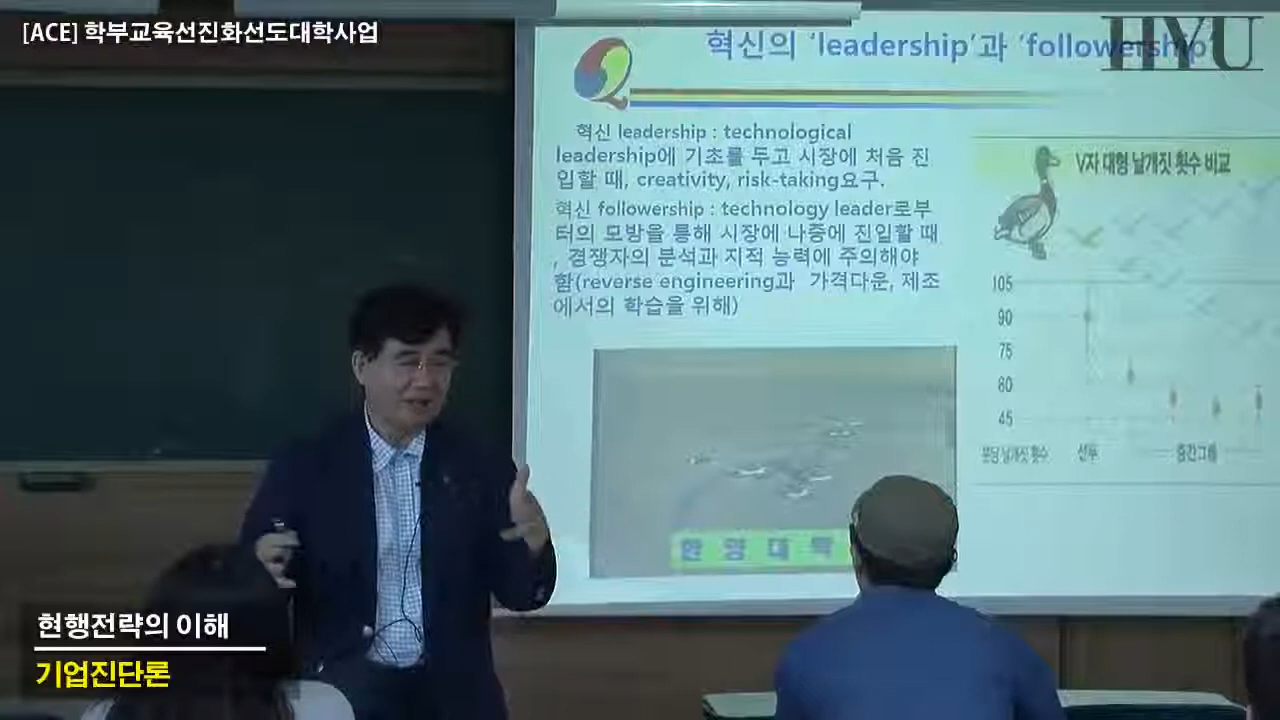 [ACE] 학부교육선진화선도대학사업
HYU
혁신의 ‘leadership’과 ‘followership’
혁신 leadership : technological
leadership에 기초를 두고 시장에 처음 진
입할 때, creativity, risk-taking요구.
혁신 followership : technology leader로부
터의 모방을 통해 시장에 나중에 진입할 때
, 경쟁자의 분석과 지적 능력에 주의해야
함(reverse engineering과 가격다운, 제조
에서의 학습을 위해)
V자 대형 날개짓 횟수 비교
105
90
75
60
45
분당 날개짓 횟수 선두 중간그룹
현행전략의 이해
기업진단론